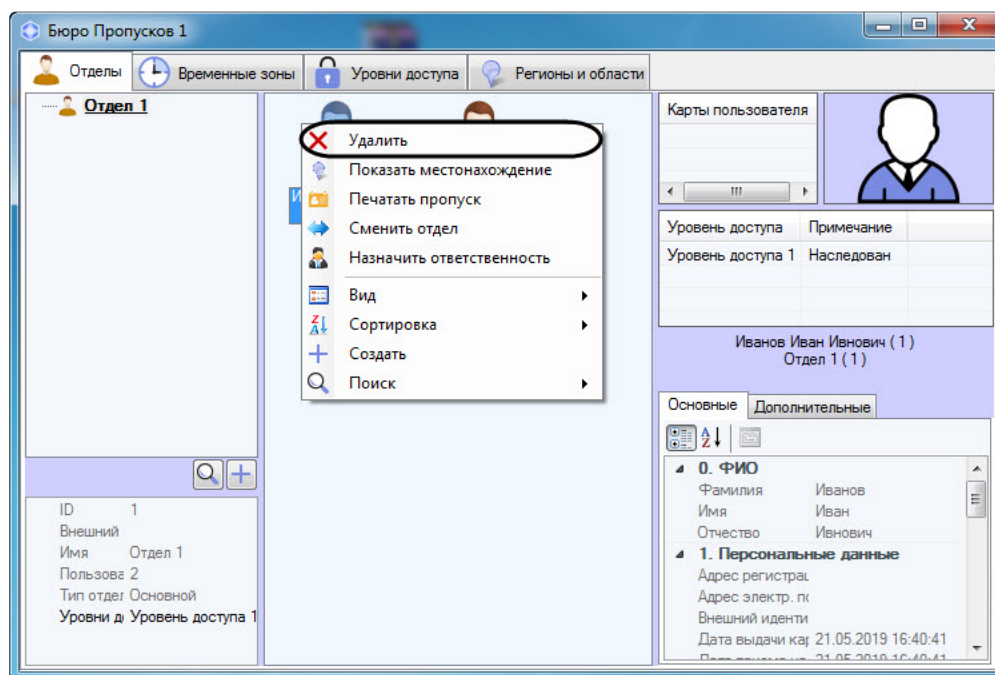 Бюро Пропусков 1
Отделы Временные зоны Уровни доступа Регионы и области
Отдел 1
Удалить
Показать местонахождение
Печатать пропуск
Сменить отдел
Назначить ответственность
Вид
Сортировка
Создать
Поиск
ID 1
Внешний
Имя Отдел 1
Пользова 2
Тип отдел Основной
Уровни д Уровень доступа 1
Карты пользователя
Уровень доступа Примечание
Уровень доступа 1 Наследован
Иванов Иван Ивнович ( 1 )
Отдел 1 ( 1 )
Основные Дополнительные
0. ФИО
Фамилия Иванов
Имя Иван
Отчество Ивнович
1. Персональные данные
Адрес регистрац
Адрес электр. по
Внешний иденти
Дата выдачи кар 21.05.2019 16:40:41